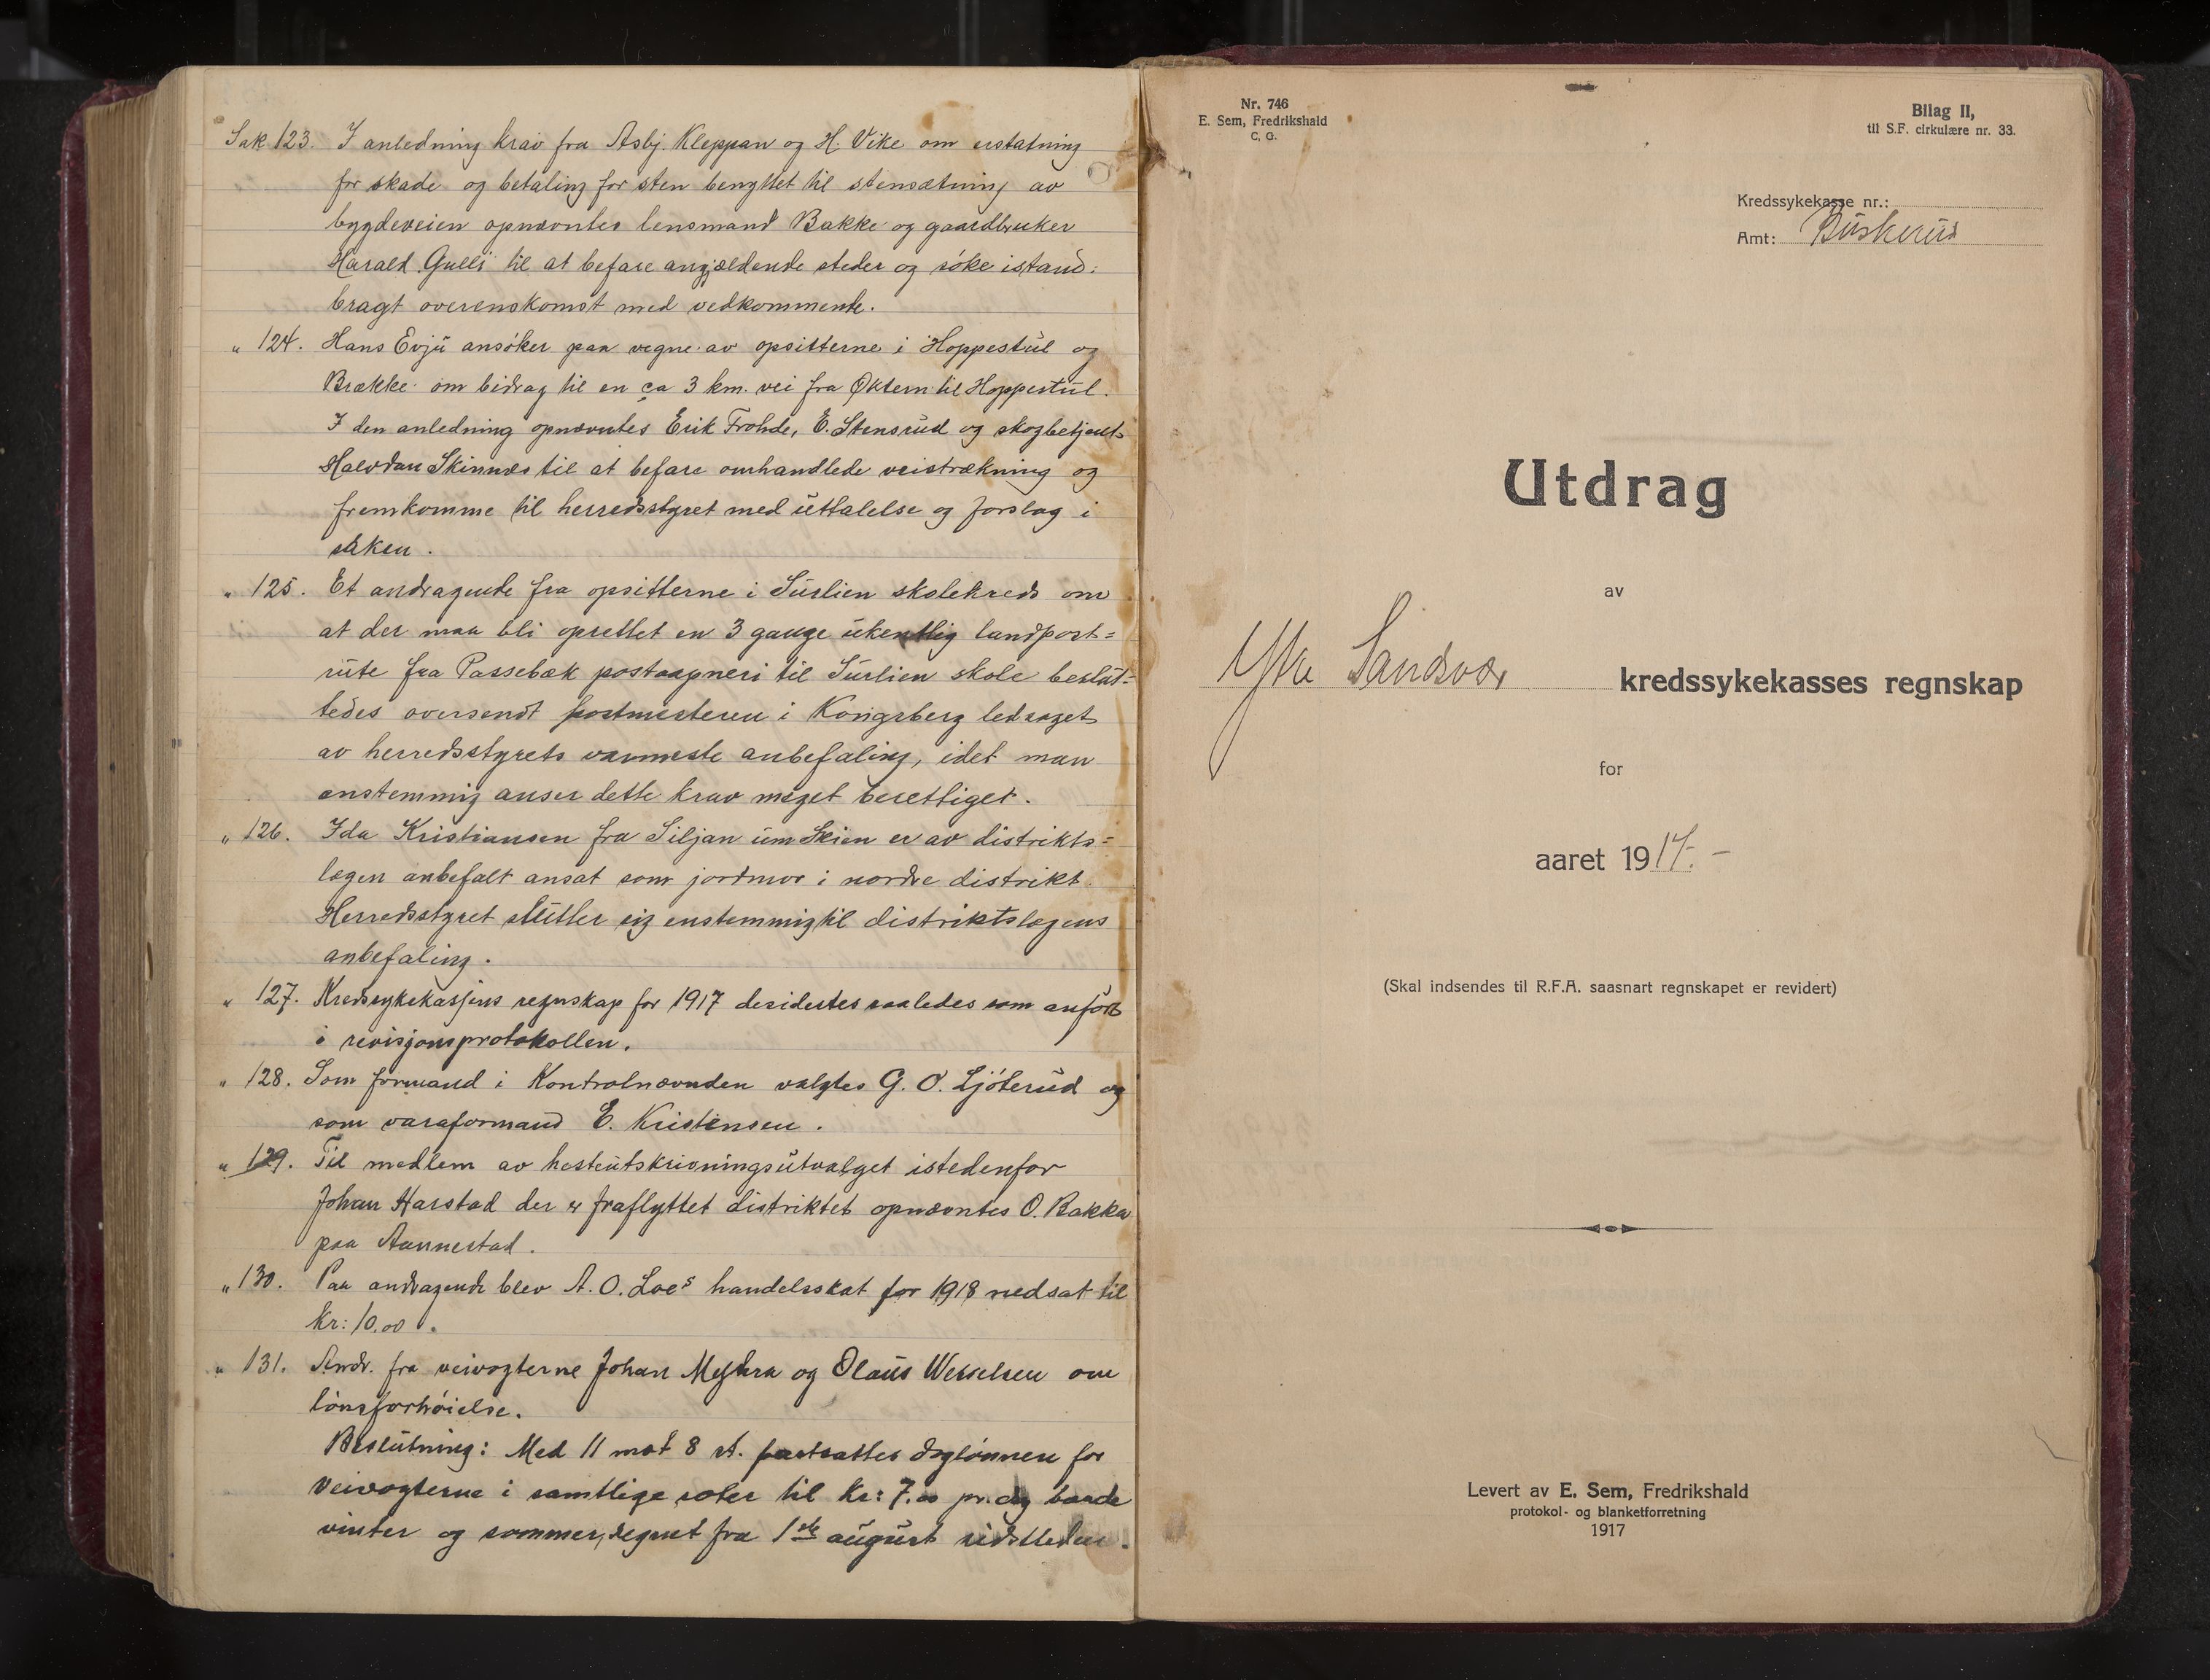 Sak 123. I anledning krav fra Asbj. Kleppan og H. Vike om erstatning
for skade og betaling for sten benyttet til stensætning av
bygdeveien opnævntes lensmand Bakke og gaardbruker
Harald Gulli til at befare angjældende steder og søke istand:
bragt overenskomst med vedkommende.
" 124. Hans Evju ansøker paa vegne av opsitterne i Hoppestul og
Brække om bidrag til en ca 3 km. vei fra Øktern til Hoppestul.
I den anledning opnævntes Erik Frohde, E. Stensrud og skogbetjent
Halvdan Skinnes til at befare omhandlede veistrækning og
fremkomme til herredsstyret med uttalelse og forslag i
saken.
" 125. Et andragende fra opsitterne i Surlien skolekreds om
at der maa bli oprettet en 3 gange ukentlig landpost=
rute fra Passebæk postaapneri til Surlien skole beslut=
tedes oversendt postmesteren i Kongsberg ledsaget
av herredsstyrets varmeste anbefaling, idet man
enstemmig anser dette krav meget berettiget.
" 126. Ida Kristiansen fra Siljan um Skien er av distrikts=
lægen anbefalt ansat som jordmor i nordre distrikt.
Herredsstyret slutter sig enstemmig til distriktslægens
anbefaling.
" 127. Kredssykekassens regnskap for 1917 desidertes saaledes som anført
i revisjonsprotokollen.
" 128. Som formand i Kontrolnævnden valgtes G. O. Ljøterud og
som varaformand E. Kristensen.
" 129. Til medlem av hesteutskrivningsutvalget istedenfor
Johan Harstad der er fraflyttet distriktet opnævntes O. Bakka
paa Aannestad.
" 130. Paa andragende blev A. O. Loes handelsskat for 1918 nedsat til
Kr: 10.00.
" 131. Andr. fra veivogterne Johan Myhra og Olaus Wesselsen om
lønsforhøielse.
Beslutning: Med 11 mot 8 st. fastsattes daglønnen for
veivogterne i samtlige roter til Kr: 7.00 pr. dag baade
vinter og sommer, regnet fra 1ste august sidstleden.
Nr. 746
E. Sem, Fredrikshald
C. G.
Bilag II,
til S.F. cirkulære nr. 33.
Kredssykekasse nr.:
Amt: Buskerud
Utdrag
av
Ytre Sandsvær kredssykekasses regnskap
for
aaret 1917. -
(Skal indsendes til R.F.A. saasnart regnskapet er revidert)
Levert av E. Sem, Fredrikshald
protokol- og blanketforretning
1917